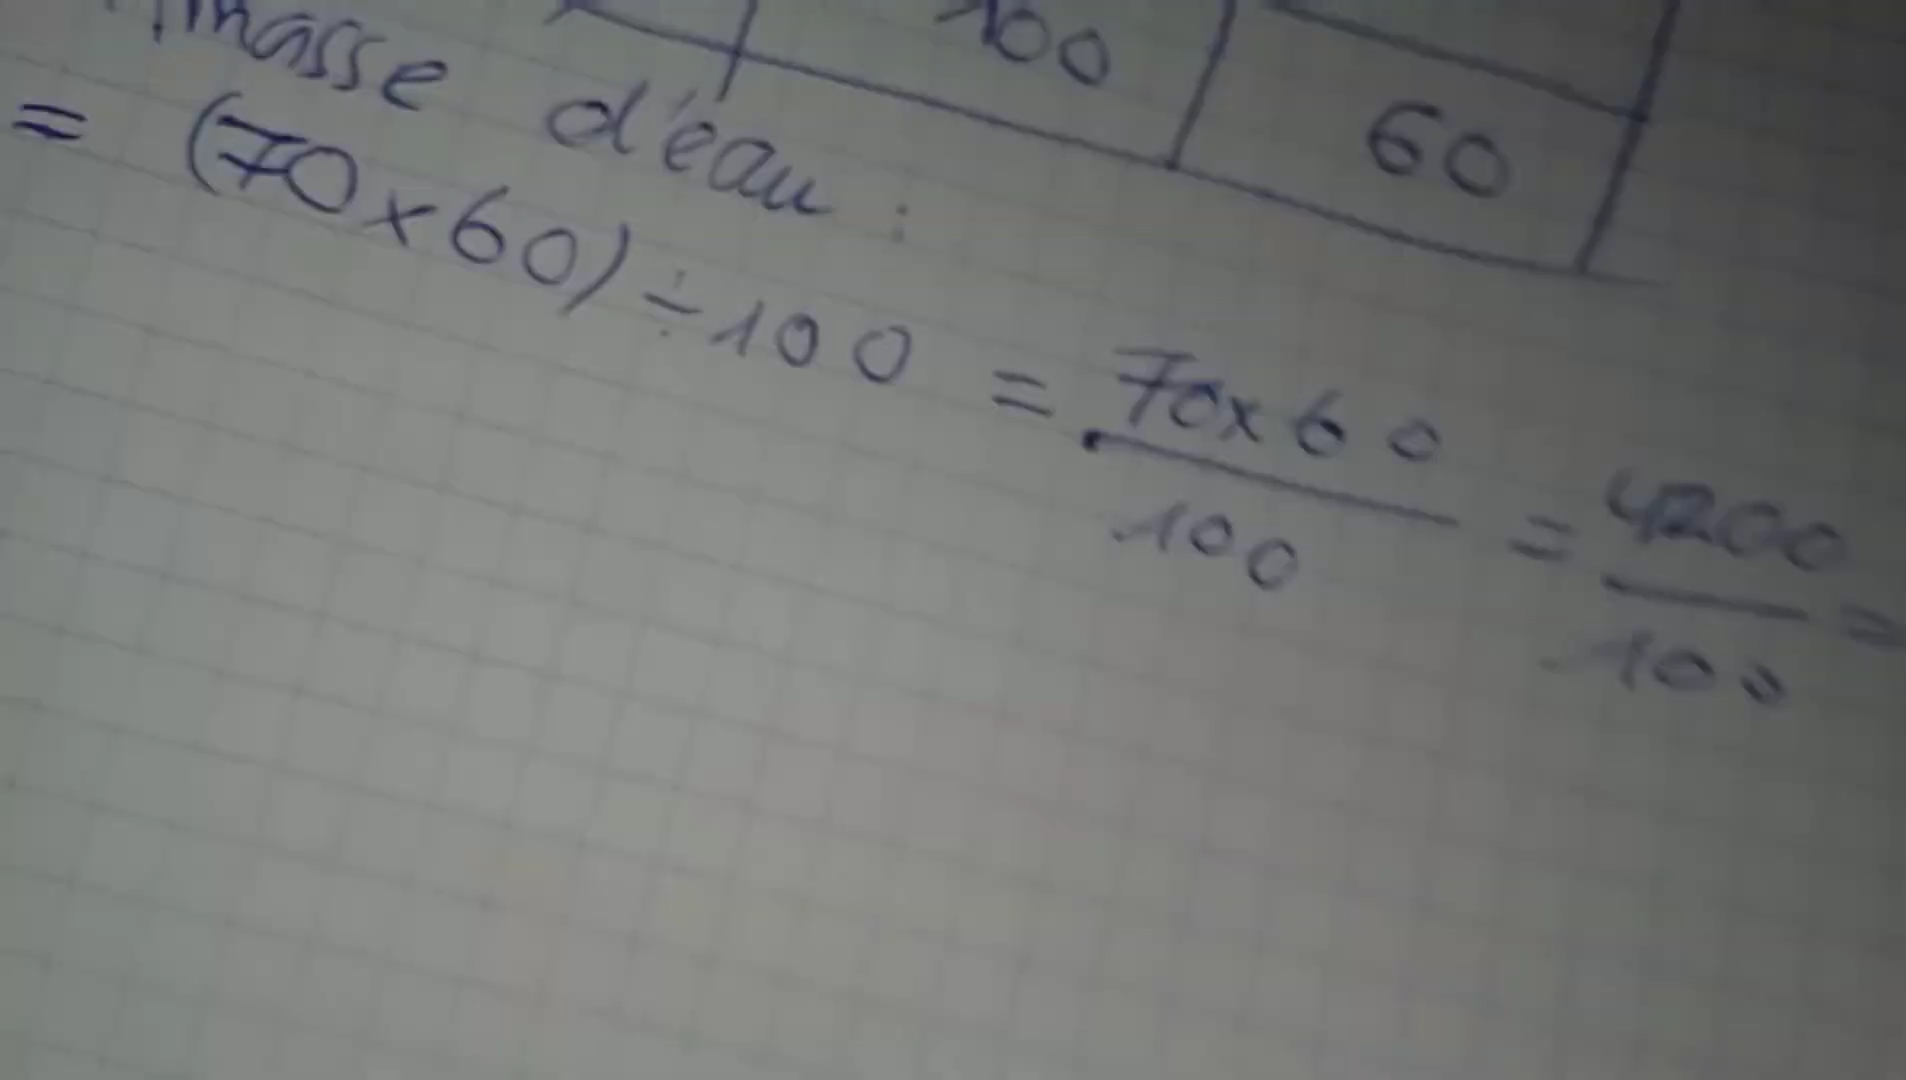 100
60
masse d'eau :
= (70 x 60) ÷ 100 = 70 x 60 / 100 = 4200 / 100 =